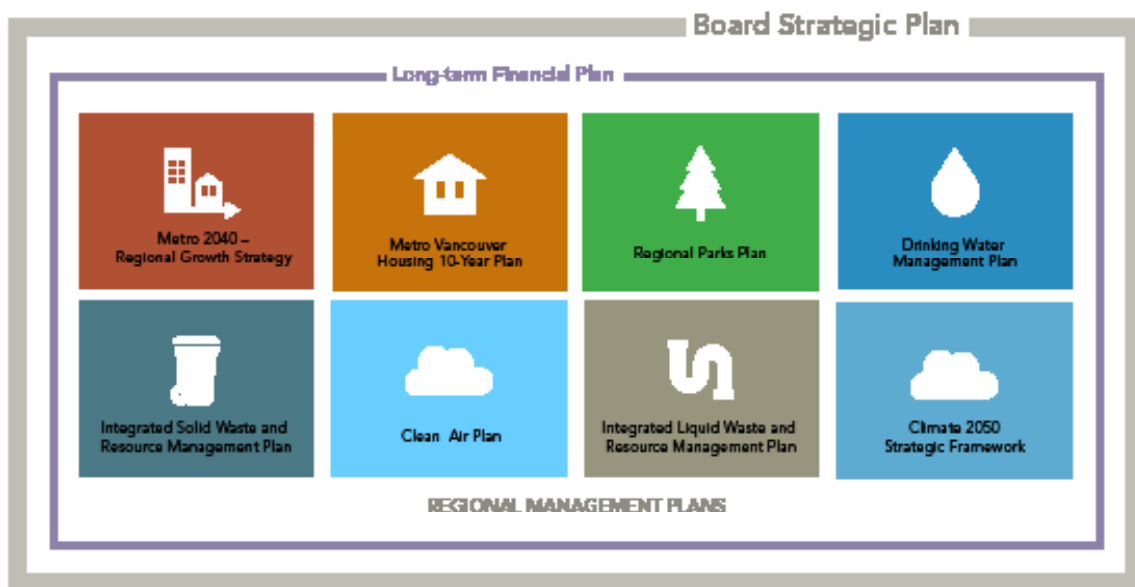 Board Strategic Plan
Long-term Financial Plan
Metro 2040 –
Regional Growth Strategy
Metro Vancouver
Housing 10-Year Plan
Regional Parks Plan
Drinking Water
Management Plan
Integrated Solid Waste and
Resource Management Plan
Clean Air Plan
Integrated Liquid Waste and
Resource Management Plan
Climate 2050
Strategic Framework
REGIONAL MANAGEMENT PLANS